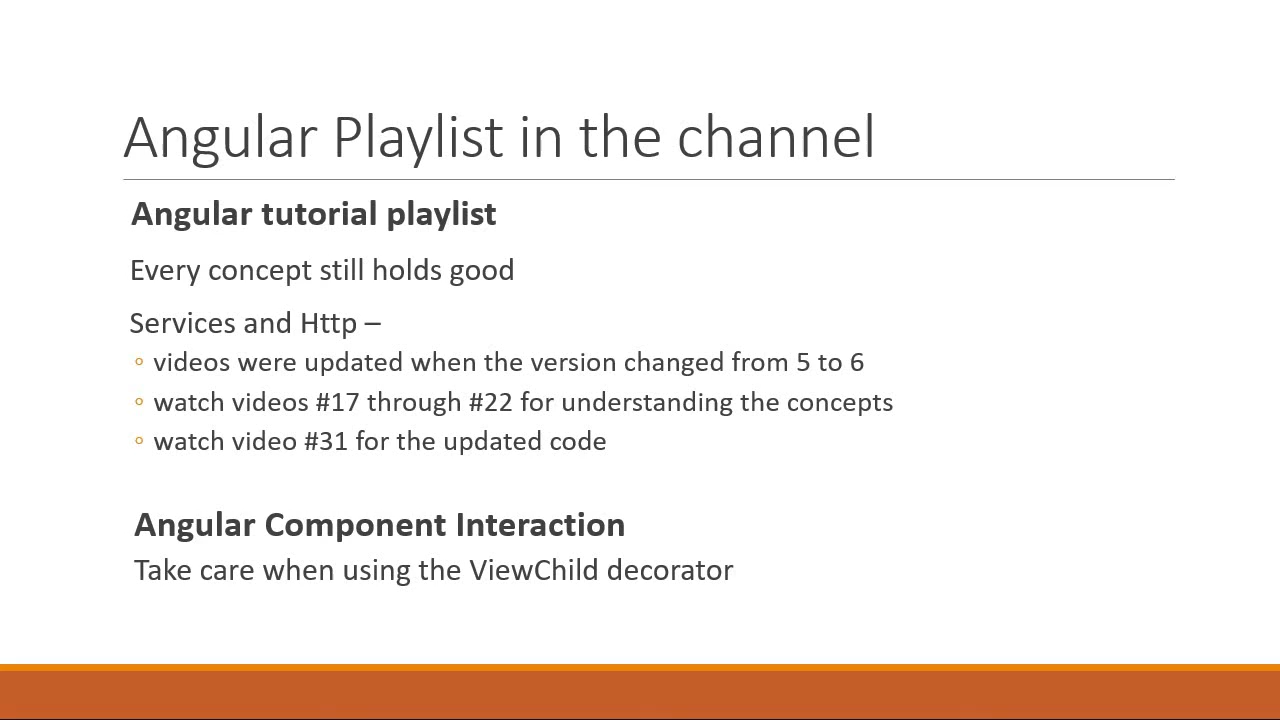 Angular Playlist in the channel
Angular tutorial playlist
Every concept still holds good
Services and Http –
◦ videos were updated when the version changed from 5 to 6
◦ watch videos #17 through #22 for understanding the concepts
◦ watch video #31 for the updated code
Angular Component Interaction
Take care when using the ViewChild decorator